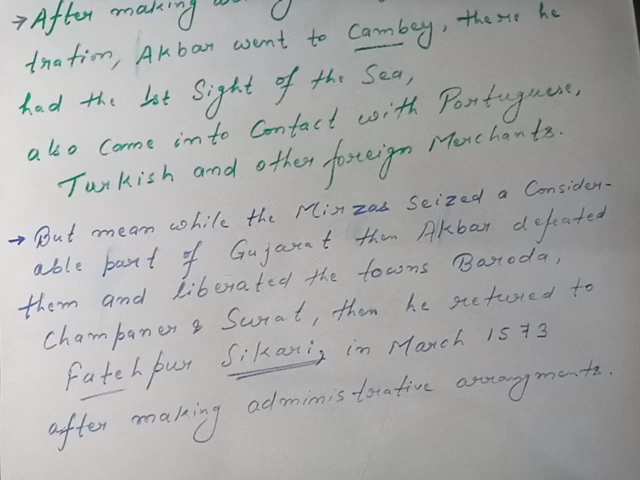 → After making
tration, Akbar went to Cambey, there he
had the 1st Sight of the Sea,
also come into Contact with Portuguese,
Turkish and other foreign Merchants.
→ But mean while the Mirzas Seized a Consider-
able part of Gujarat then Akbar defeated
them and liberated the towns Baroda,
Champaner & Surat, then he retured to
Fatehpur Sikari, in March 1573
after making administrative arrangments.